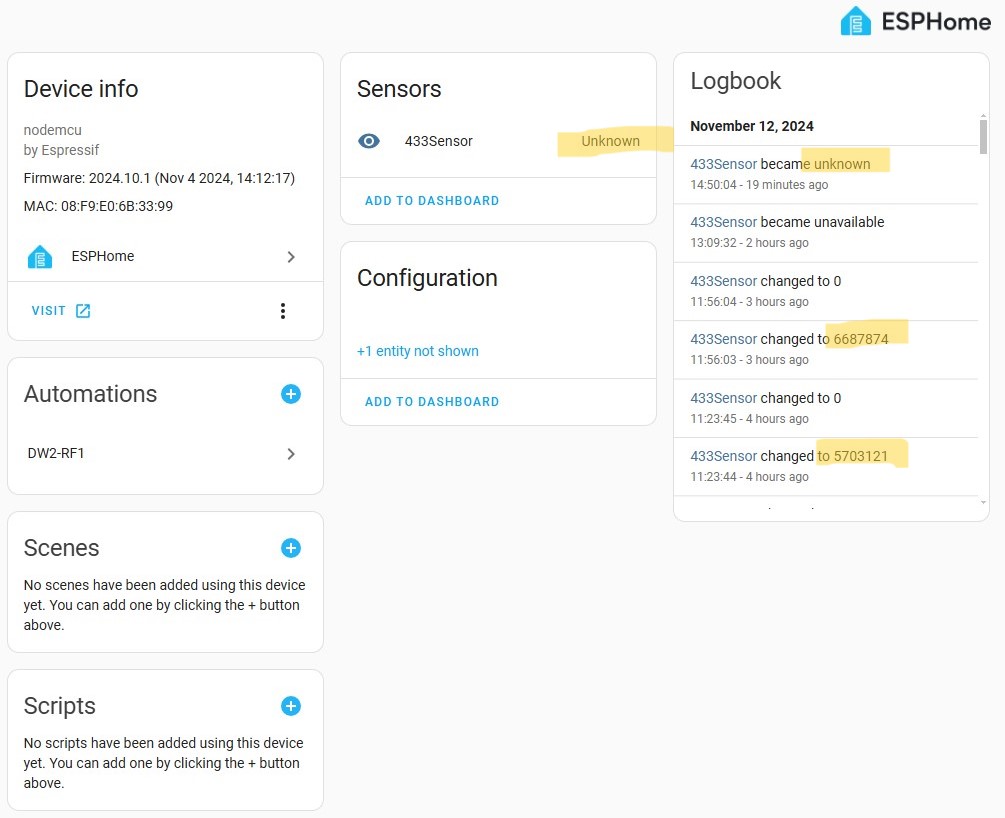 ESPHome
Device info
nodemcu
by Espressif
Firmware: 2024.10.1 (Nov 4 2024, 14:12:17)
MAC: 08:F9:E0:6B:33:99
ESPHome
VISIT
Automations
DW2-RF1
Scenes
No scenes have been added using this device
yet. You can add one by clicking the + button
above.
Scripts
No scripts have been added using this device
yet. You can add one by clicking the + button
above.
Sensors
433Sensor Unknown
ADD TO DASHBOARD
Configuration
+1 entity not shown
ADD TO DASHBOARD
Logbook
November 12, 2024
433Sensor became unknown
14:50:04 - 19 minutes ago
433Sensor became unavailable
13:09:32 - 2 hours ago
433Sensor changed to 0
11:56:04 - 3 hours ago
433Sensor changed to 6687874
11:56:03 - 3 hours ago
433Sensor changed to 0
11:23:45 - 4 hours ago
433Sensor changed to 5703121
11:23:44 - 4 hours ago